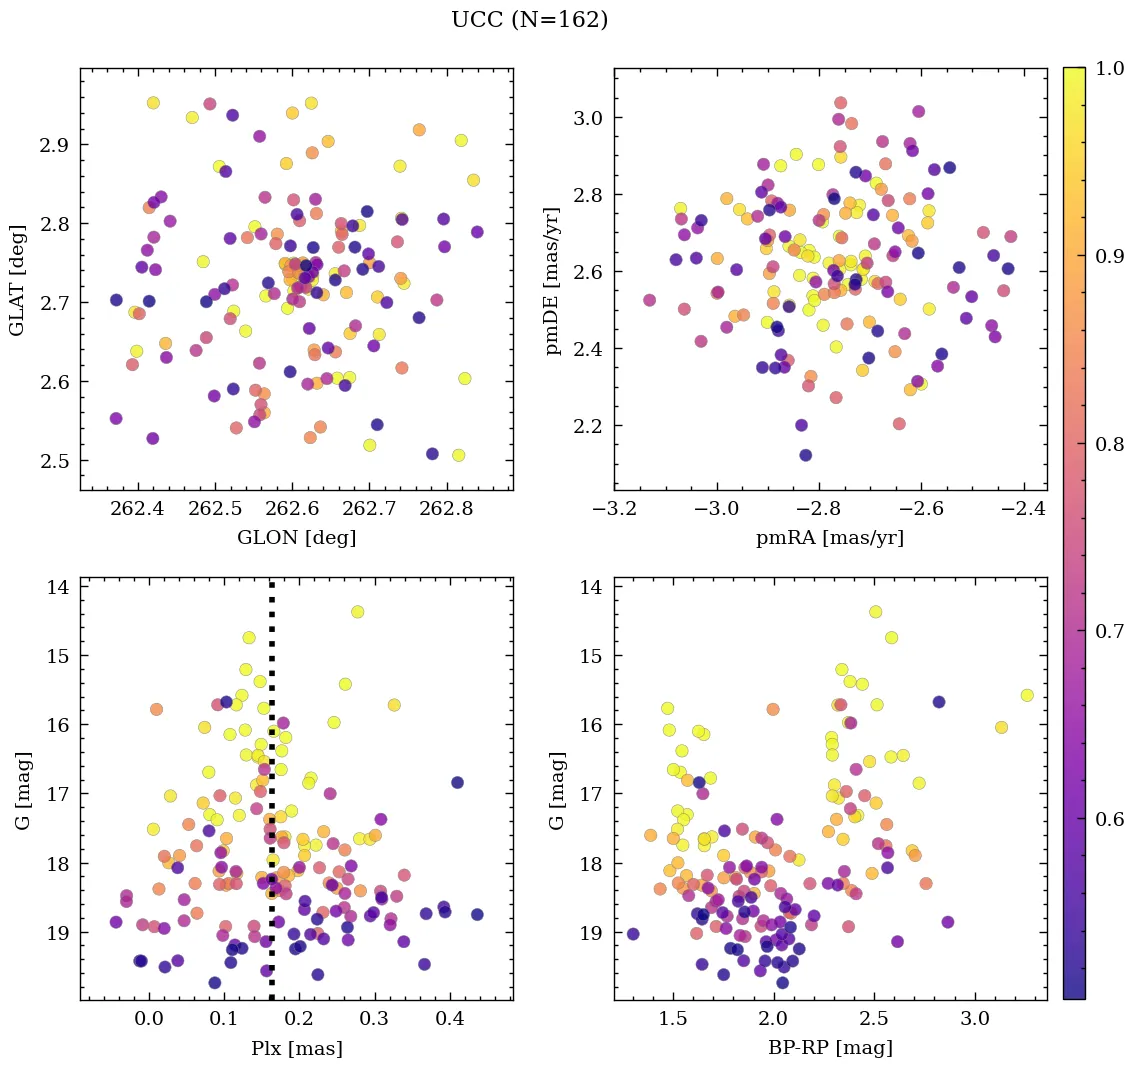 UCC (N=162)
2.9
2.8
2.7
2.6
2.5
GLAT [deg]
262.4 262.5 262.6 262.7 262.8
GLON [deg]
3.0
2.8
2.6
2.4
2.2
pmDE [mas/yr]
−3.2 −3.0 −2.8 −2.6 −2.4
pmRA [mas/yr]
14
15
16
17
18
19
G [mag]
0.0 0.1 0.2 0.3 0.4
Plx [mas]
14
15
16
17
18
19
G [mag]
1.5 2.0 2.5 3.0
BP-RP [mag]
1.0
0.9
0.8
0.7
0.6